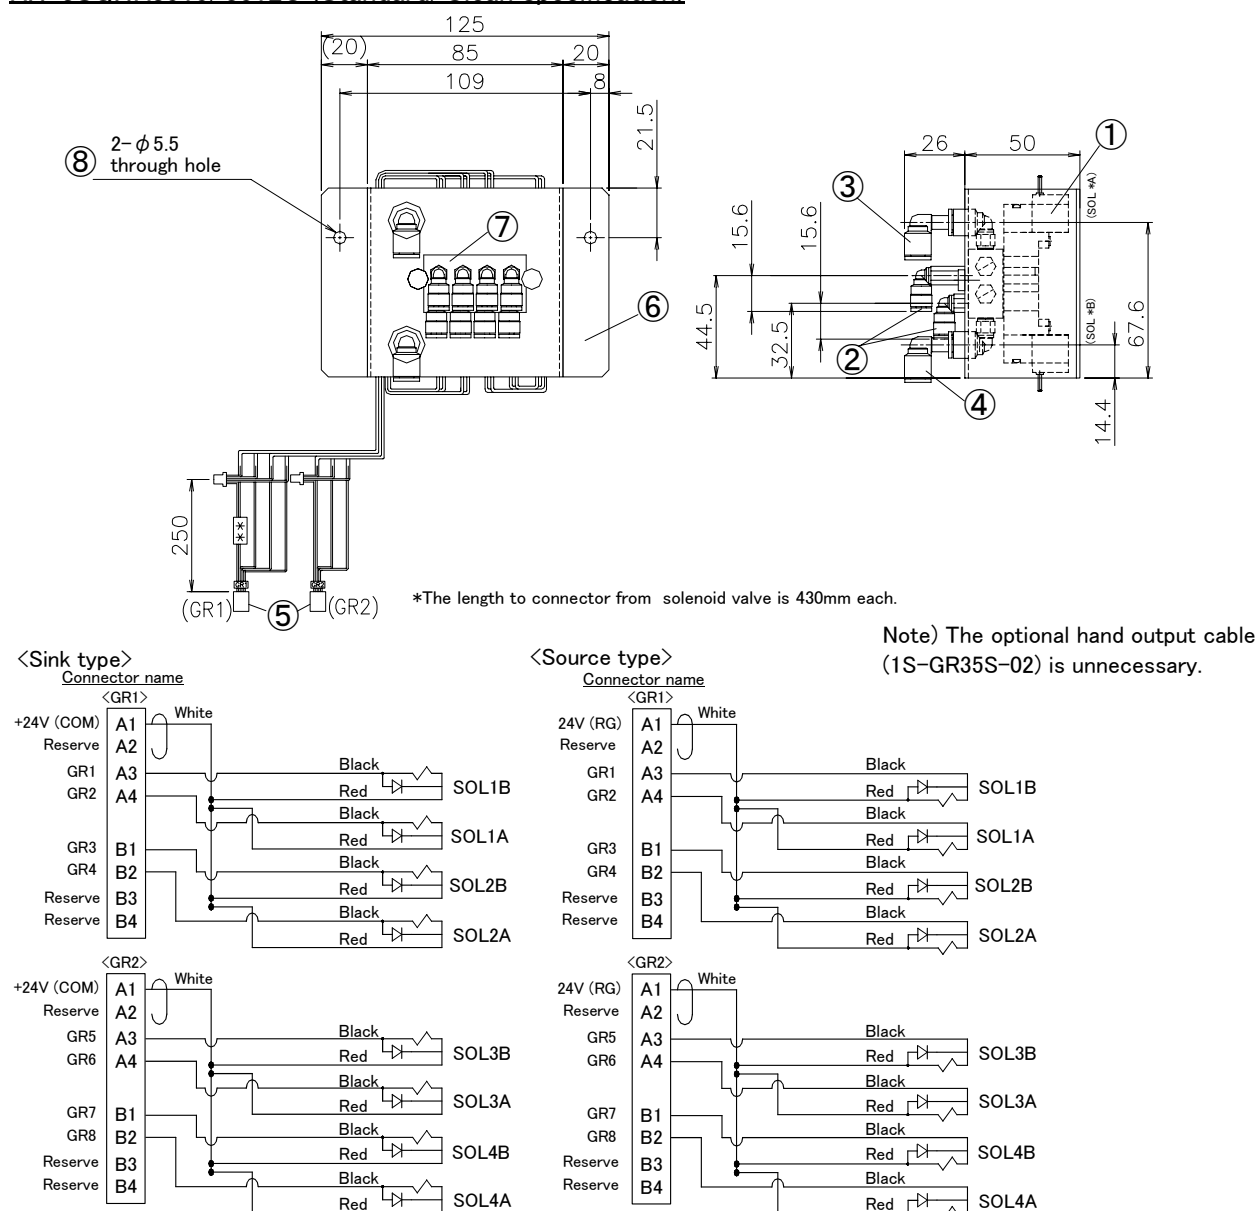 125
(20)
85
20
109
8
21.5
⑧
2-φ5.5
through hole
⑦
⑥
26
50
①
③
(SOL *A)
15.6
15.6
44.5
32.5
②
④
(SOL *B)
67.6
14.4
250
**
(GR1)
⑤
(GR2)
*The length to connector from solenoid valve is 430mm each.
Note) The optional hand output cable
(1S-GR35S-02) is unnecessary.
<Sink type>
Connector name
<GR1>
+24V (COM) A1 White
Reserve A2
GR1 A3 Black
Red SOL1B
GR2 A4 Black
Red SOL1A
GR3 B1 Black
GR4 B2 Red SOL2B
Reserve B3 Black
Reserve B4 Red SOL2A
<GR2>
+24V (COM) A1 White
Reserve A2
GR5 A3 Black
Red SOL3B
GR6 A4 Black
Red SOL3A
GR7 B1 Black
GR8 B2 Red SOL4B
Reserve B3 Black
Reserve B4 Red SOL4A
<Source type>
Connector name
<GR1>
24V (RG) A1 White
Reserve A2
GR1 A3 Black
GR2 A4 Red SOL1B
Black
Red SOL1A
GR3 B1 Black
GR4 B2 Red SOL2B
Reserve B3 Black
Reserve B4 Red SOL2A
<GR2>
24V (RG) A1 White
Reserve A2
GR5 A3 Black
GR6 A4 Red SOL3B
Black
Red SOL3A
GR7 B1 Black
GR8 B2 Red SOL4B
Reserve B3 Black
Reserve B4 Red SOL4A